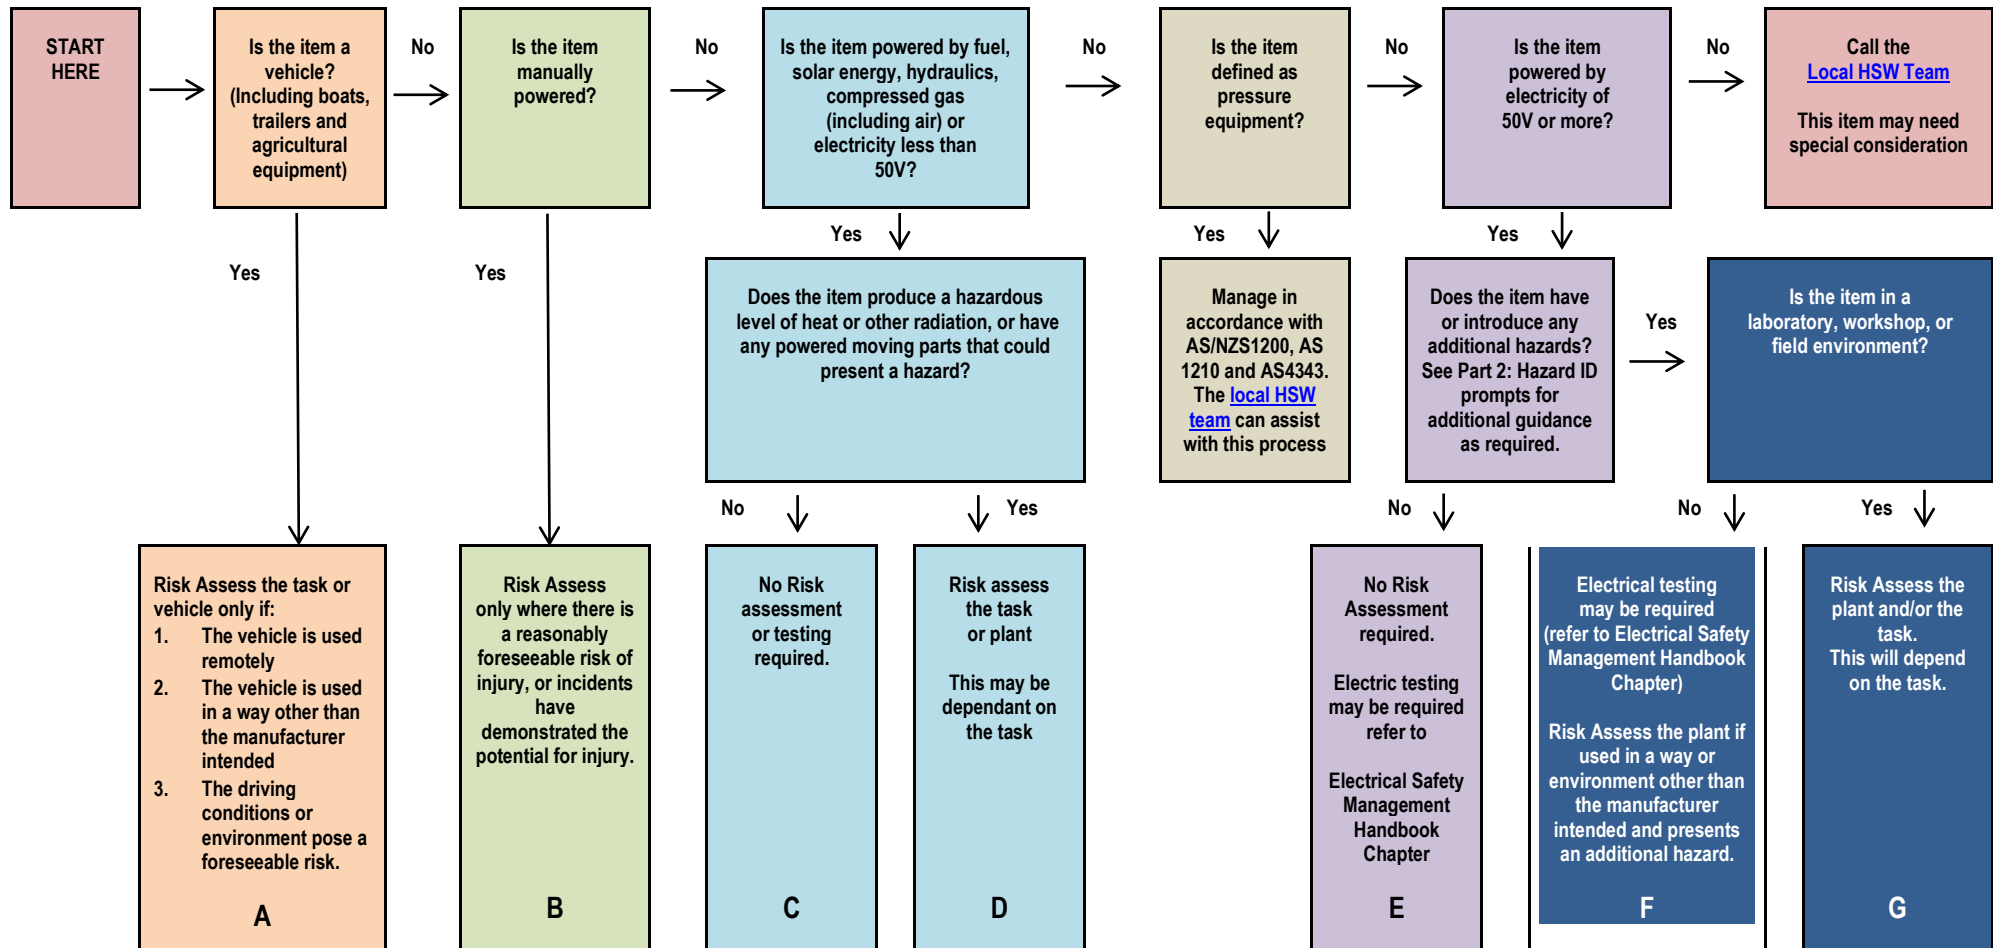 START
HERE
Is the item a
vehicle?
(Including boats,
trailers and
agricultural
equipment)
No
Is the item
manually
powered?
No
Is the item powered by fuel,
solar energy, hydraulics,
compressed gas
(including air) or
electricity less than
50V?
No
Is the item
defined as
pressure
equipment?
No
Is the item
powered by
electricity of
50V or more?
No
Call the
Local HSW Team
This item may need
special consideration
Yes
Yes
Yes
Yes
Yes
Does the item produce a hazardous
level of heat or other radiation, or have
any powered moving parts that could
present a hazard?
Manage in
accordance with
AS/NZS1200, AS
1210 and AS4343.
The local HSW
team can assist
with this process
Does the item have
or introduce any
additional hazards?
See Part 2: Hazard ID
prompts for
additional guidance
as required.
Yes
Is the item in a
laboratory, workshop, or
field environment?
No
Yes
No
No
Yes
Risk Assess the task or
vehicle only if:
1. The vehicle is used
remotely
2. The vehicle is used
in a way other than
the manufacturer
intended
3. The driving
conditions or
environment pose a
foreseeable risk.
A
Risk Assess
only where there is
a reasonably
foreseeable risk of
injury, or incidents
have
demonstrated the
potential for injury.
B
No Risk
assessment
or testing
required.
C
Risk assess
the task
or plant
This may be
dependant on
the task
D
No Risk
Assessment
required.
Electric testing
may be required
refer to
Electrical Safety
Management
Handbook
Chapter
E
Electrical testing
may be required
(refer to Electrical Safety
Management Handbook
Chapter)
Risk Assess the plant if
used in a way or
environment other than
the manufacturer
intended and presents
an additional hazard.
F
Risk Assess the
plant and/or the
task.
This will depend
on the task.
G